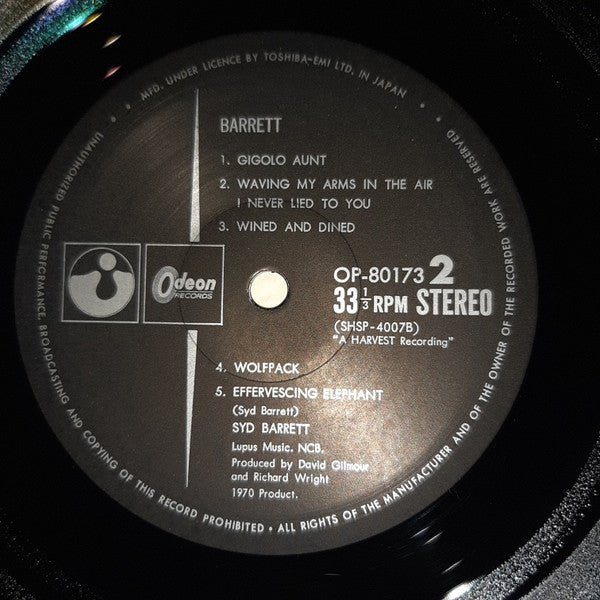 • • MFD. UNDER LICENCE BY TOSHIBA-EMI LTD. IN JAPAN • •
BARRETT
1. GIGOLO AUNT
2. WAVING MY ARMS IN THE AIR
I NEVER LIED TO YOU
3. WINED AND DINED
Odeon
RECORDS
OP-80173 2
33 1/3 RPM STEREO
(SHSP-4007B)
"A HARVEST Recording"
4. WOLFPACK
5. EFFERVESCING ELEPHANT
(Syd Barrett)
SYD BARRETT
Lupus Music. NCB.
Produced by David Gilmour
and Richard Wright
1970 Product.
UNAUTHORIZED PUBLIC PERFORMANCE, BROADCASTING AND COPYING OF THIS RECORD PROHIBITED • ALL RIGHTS OF THE MANUFACTURER AND OF THE OWNER OF THE RECORDED WORK ARE RESERVED